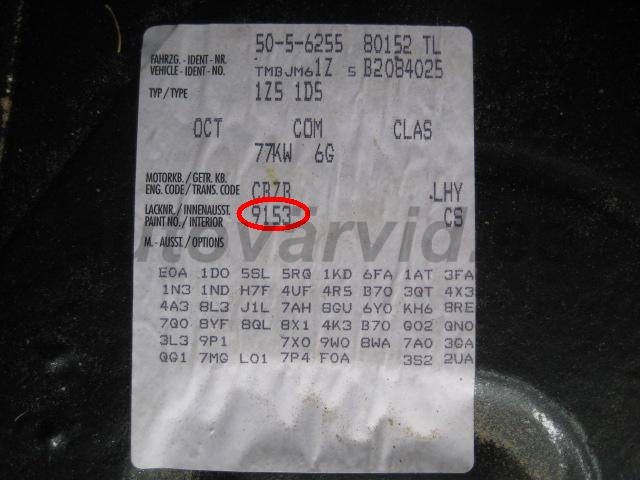 50-5-6255 80152 TL
FAHRZG.-IDENT-NR.
VEHICLE-IDENT-NO. TMBJM61Z 5 B2084025
TYP/TYPE 1Z5 1D5
OCT COM CLAS
77KW 6G
MOTORKB./GETR. KB.
ENG. CODE/TRANS. CODE CBZB .LHY
LACKNR./INNENAUSST.
PAINT NO./INTERIOR 9153 CS
M.-AUSST./OPTIONS
autovarvid.
E0A 1D0 5SL 5RQ 1KD 6FA 1AT 3FA
1N3 1ND H7F 4UF 4R5 B70 3QT 4X3
4A3 8L3 J1L 7AH 8GU 6Y0 KH6 8RE
7Q0 8YF 8QL 8X1 4K3 B70 G02 QN0
3L3 9P1 7X0 9W0 8WA 7A0 3GA
QG1 7MG L01 7P4 F0A 3S2 2UA